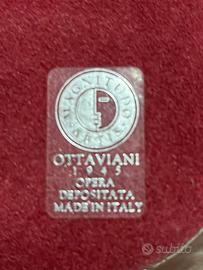 MAGNITUDO ARTIS
OTTAVIANI
1945
OPERA
DEPOSITATA
MADE IN ITALY
subito